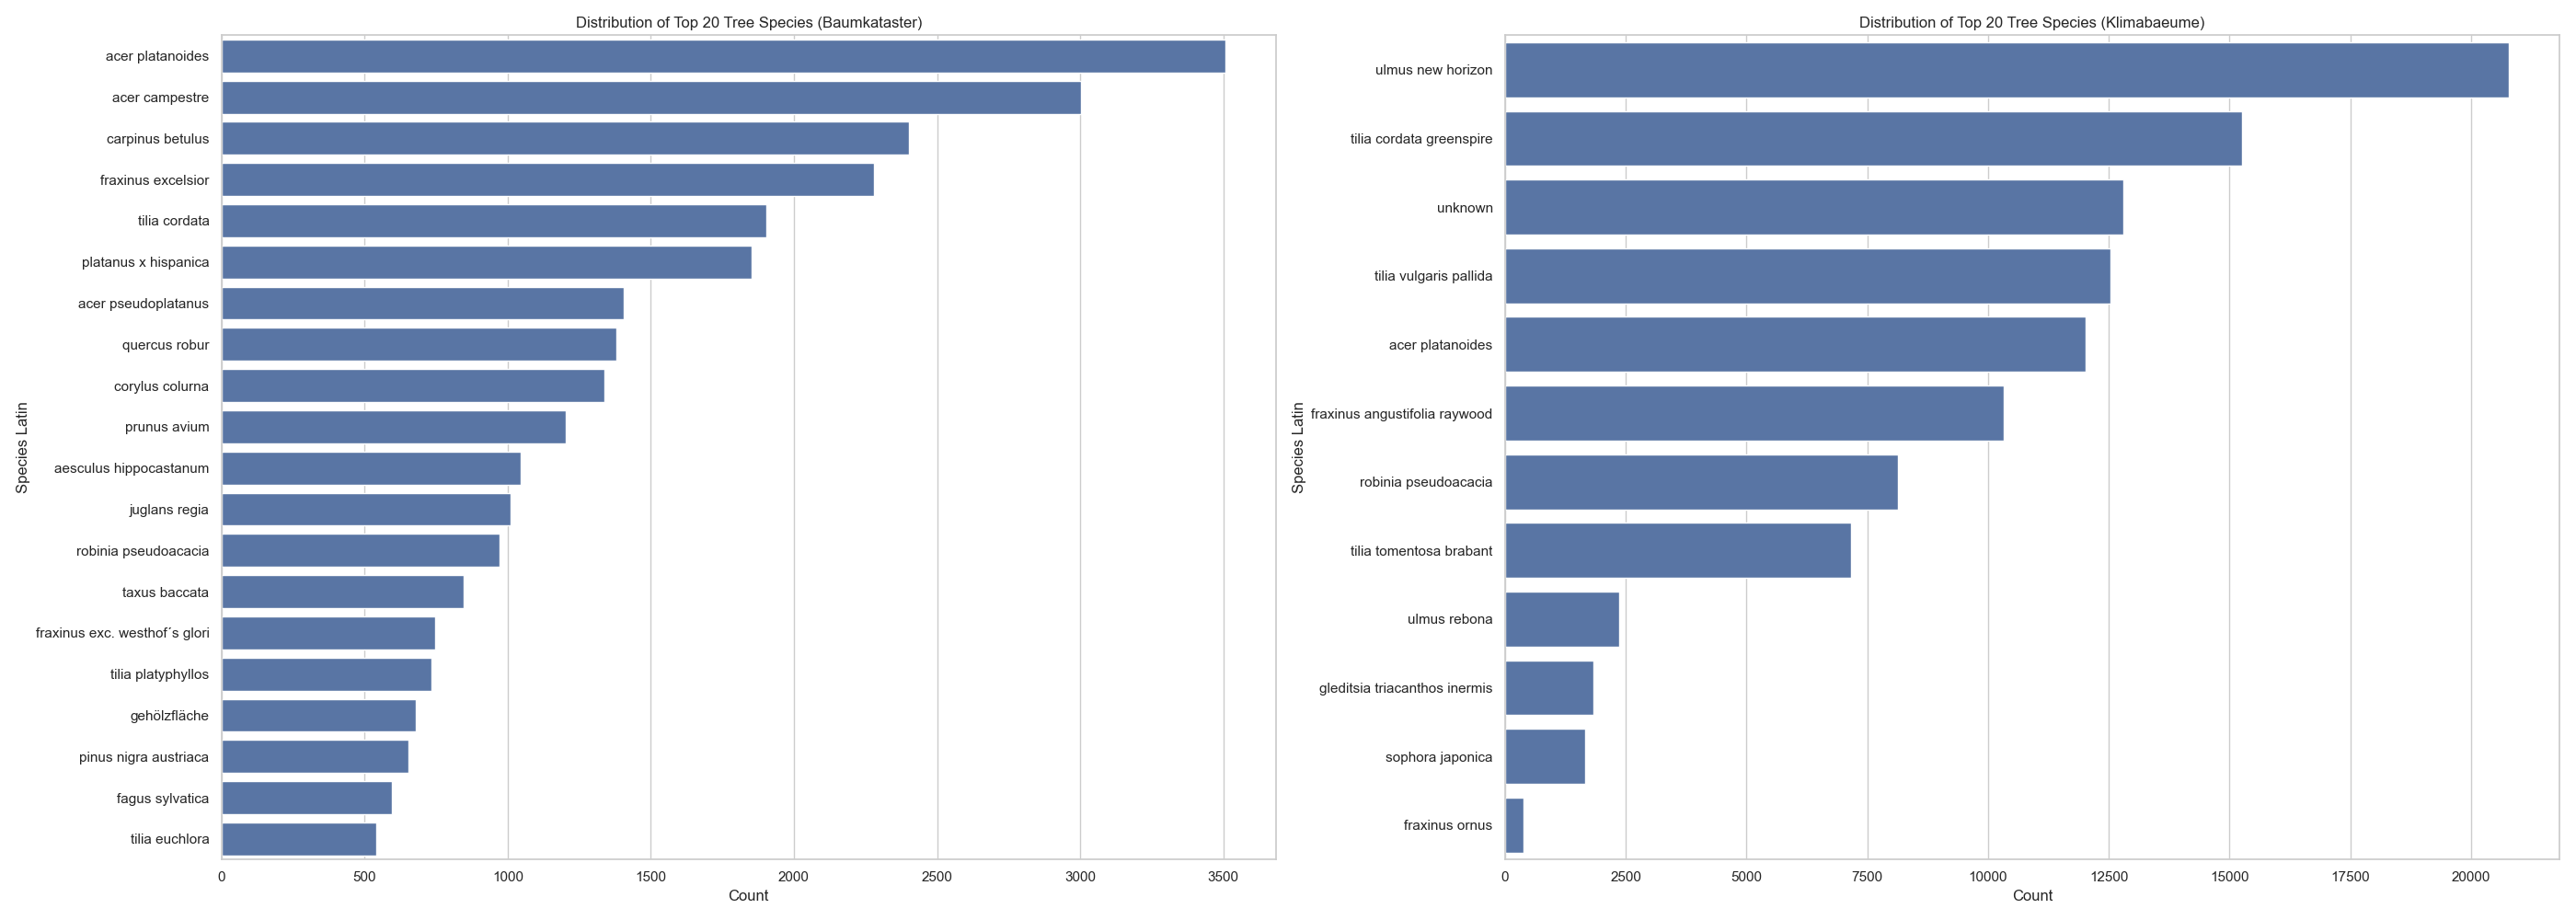 Distribution of Top 20 Tree Species (Baumkataster)
Species Latin
acer platanoides
acer campestre
carpinus betulus
fraxinus excelsior
tilia cordata
platanus x hispanica
acer pseudoplatanus
quercus robur
corylus colurna
prunus avium
aesculus hippocastanum
juglans regia
robinia pseudoacacia
taxus baccata
fraxinus exc. westhof´s glori
tilia platyphyllos
gehölzfläche
pinus nigra austriaca
fagus sylvatica
tilia euchlora
0 500 1000 1500 2000 2500 3000 3500
Count
Distribution of Top 20 Tree Species (Klimabaeume)
Species Latin
ulmus new horizon
tilia cordata greenspire
unknown
tilia vulgaris pallida
acer platanoides
fraxinus angustifolia raywood
robinia pseudoacacia
tilia tomentosa brabant
ulmus rebona
gleditsia triacanthos inermis
sophora japonica
fraxinus ornus
0 2500 5000 7500 10000 12500 15000 17500 20000
Count